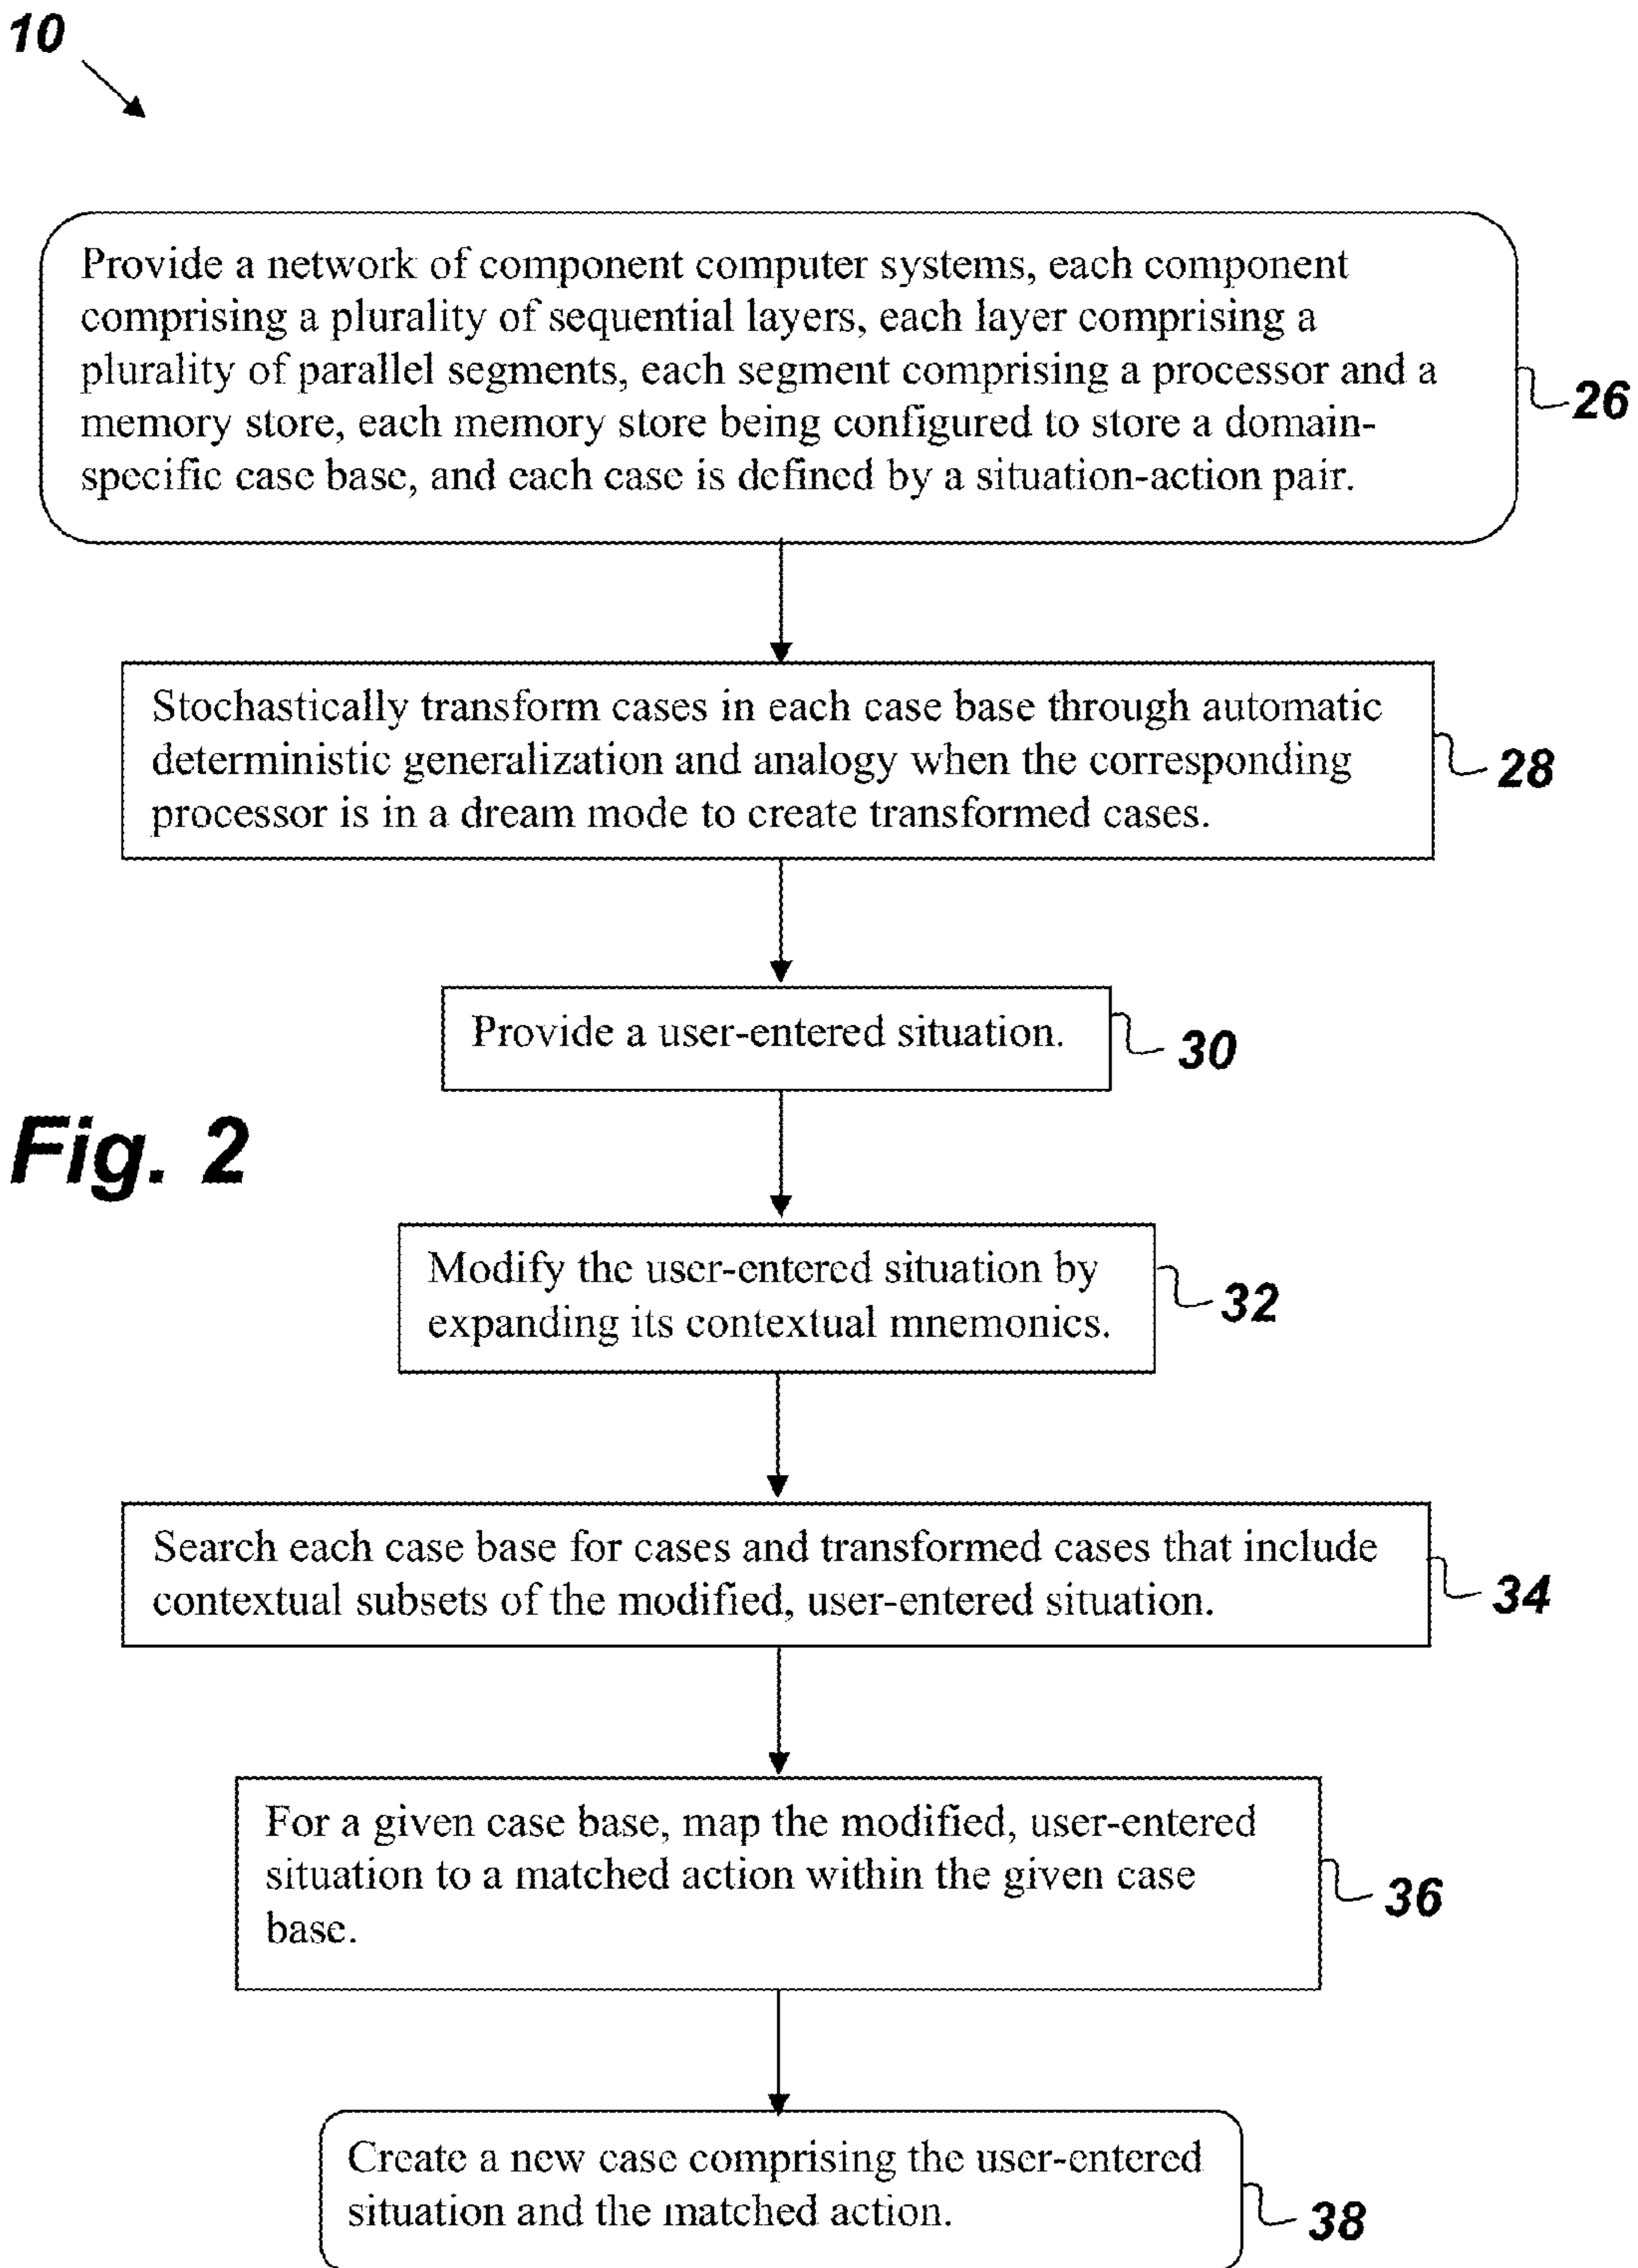 10
Provide a network of component computer systems, each component
comprising a plurality of sequential layers, each layer comprising a
plurality of parallel segments, each segment comprising a processor and a
memory store, each memory store being configured to store a domain-
specific case base, and each case is defined by a situation-action pair.
26
Stochastically transform cases in each case base through automatic
deterministic generalization and analogy when the corresponding
processor is in a dream mode to create transformed cases.
28
Provide a user-entered situation.
30
Fig. 2
Modify the user-entered situation by
expanding its contextual mnemonics.
32
Search each case base for cases and transformed cases that include
contextual subsets of the modified, user-entered situation.
34
For a given case base, map the modified, user-entered
situation to a matched action within the given case
base.
36
Create a new case comprising the user-entered
situation and the matched action.
38